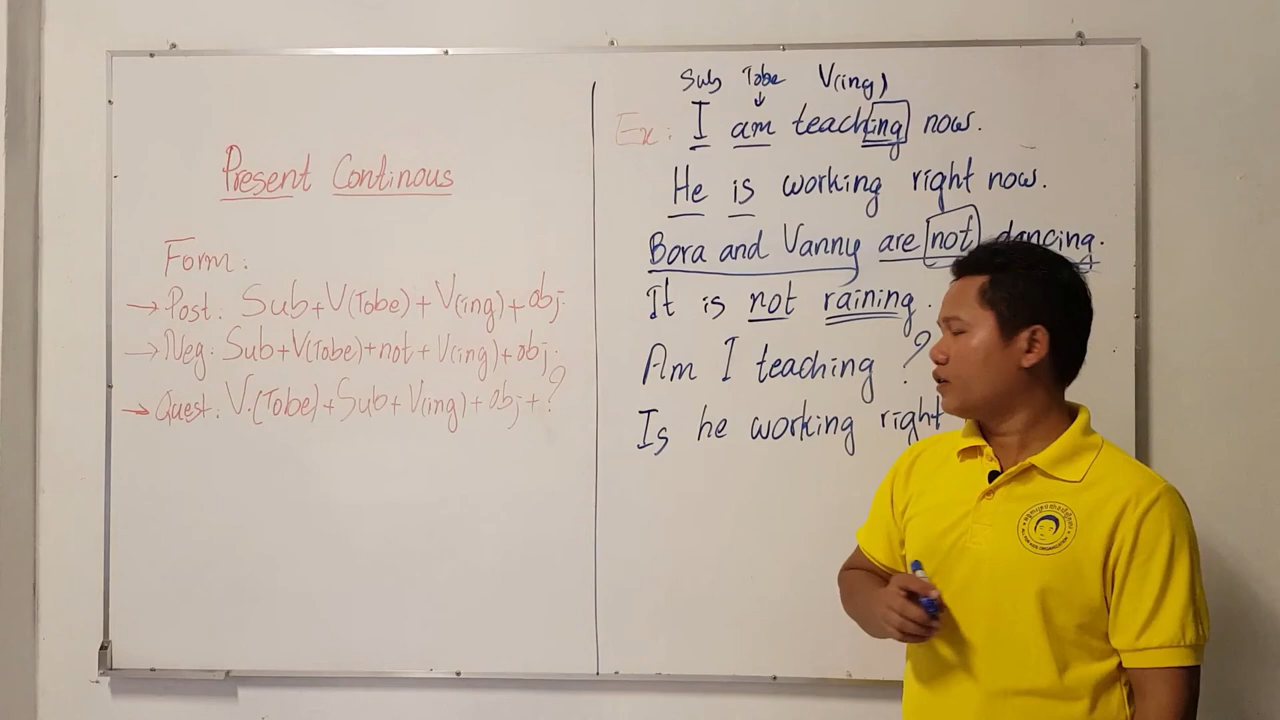 Present Continous
Form:
→ Post: Sub+V(Tobe)+V(ing)+obj.
→ Neg: Sub+V(Tobe)+not+V(ing)+obj.
→ Quest: V.(Tobe)+Sub+V(ing)+obj+?
Sub Tobe V(ing)
↓
Ex: I am teaching now.
He is working right now.
Bora and Vanny are not dancing.
It is not raining.
Am I teaching ?
Is he working right